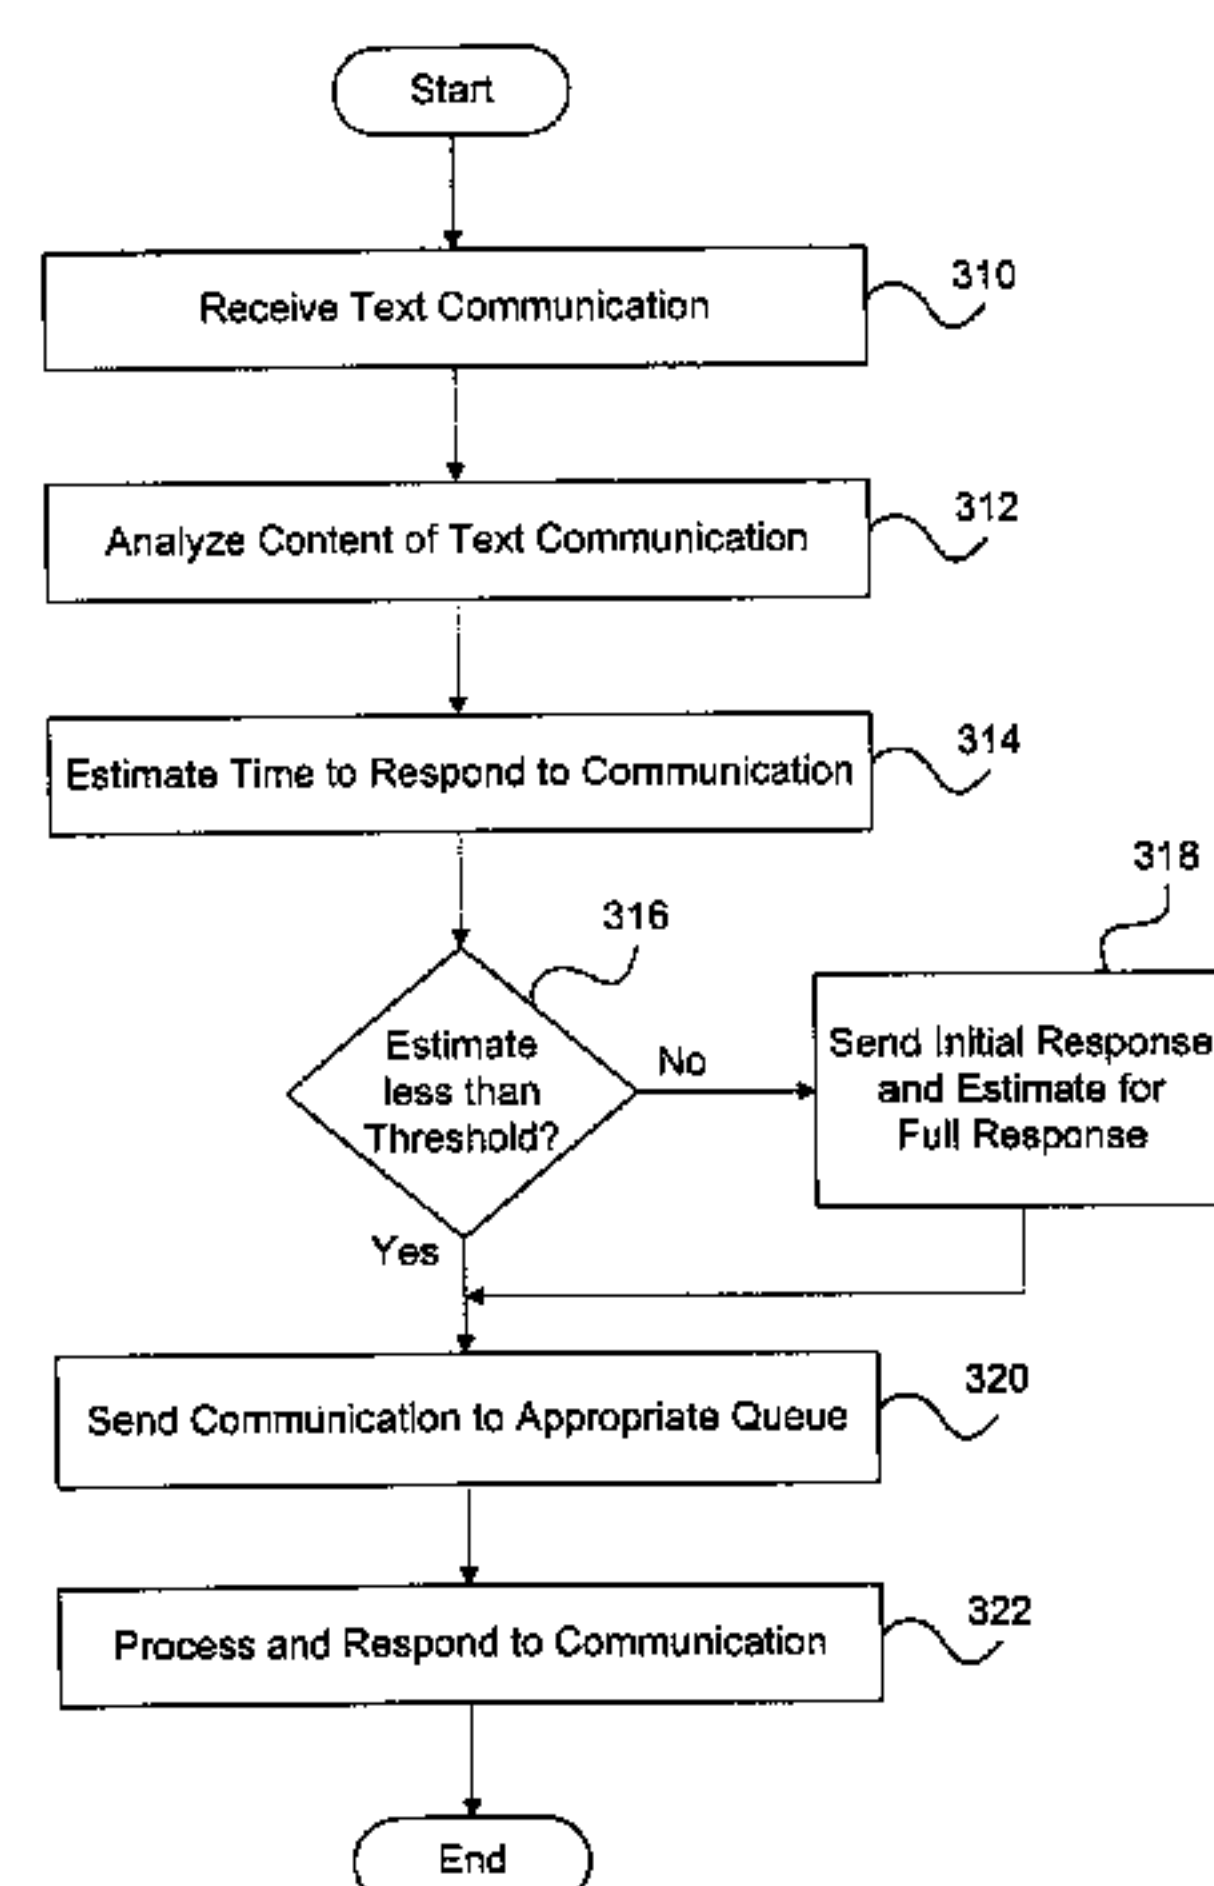 Start
Receive Text Communication
310
Analyze Content of Text Communication
312
Estimate Time to Respond to Communication
314
316
Estimate
less than
Threshold?
No
Yes
318
Send Initial Response
and Estimate for
Full Response
Send Communication to Appropriate Queue
320
Process and Respond to Communication
322
End